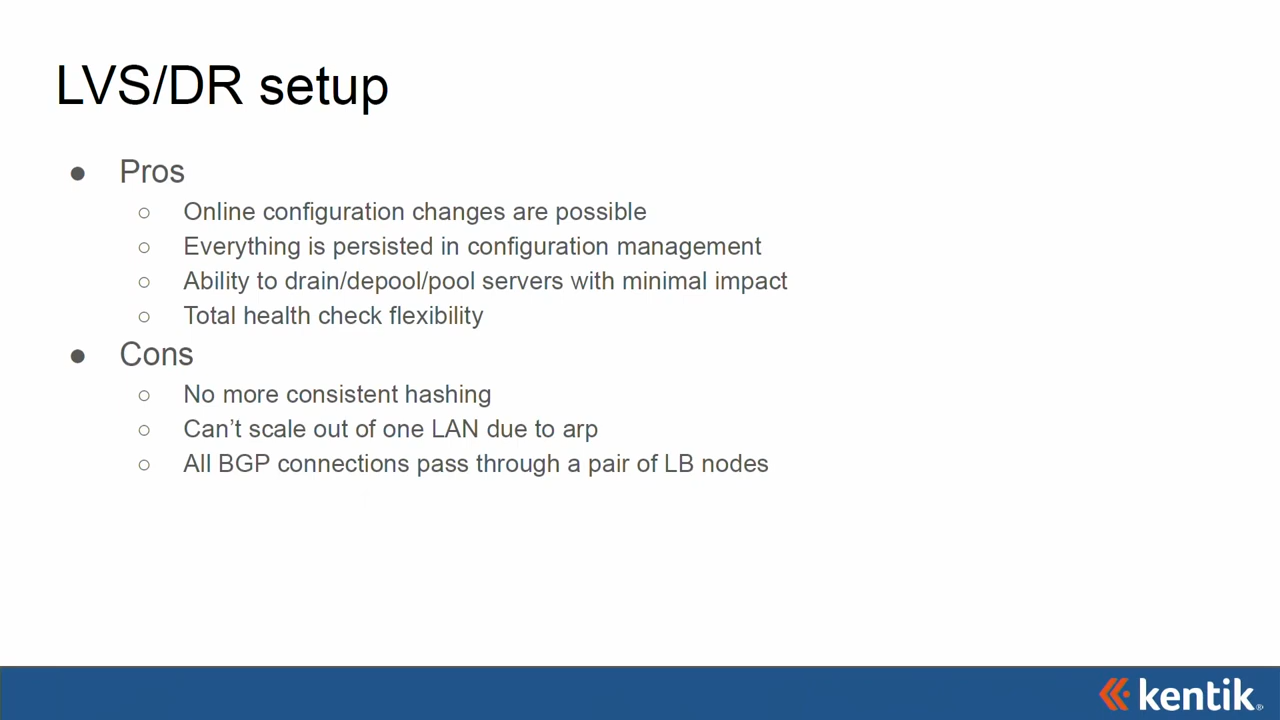 LVS/DR setup
● Pros
○ Online configuration changes are possible
○ Everything is persisted in configuration management
○ Ability to drain/depool/pool servers with minimal impact
○ Total health check flexibility
● Cons
○ No more consistent hashing
○ Can’t scale out of one LAN due to arp
○ All BGP connections pass through a pair of LB nodes
kentik®